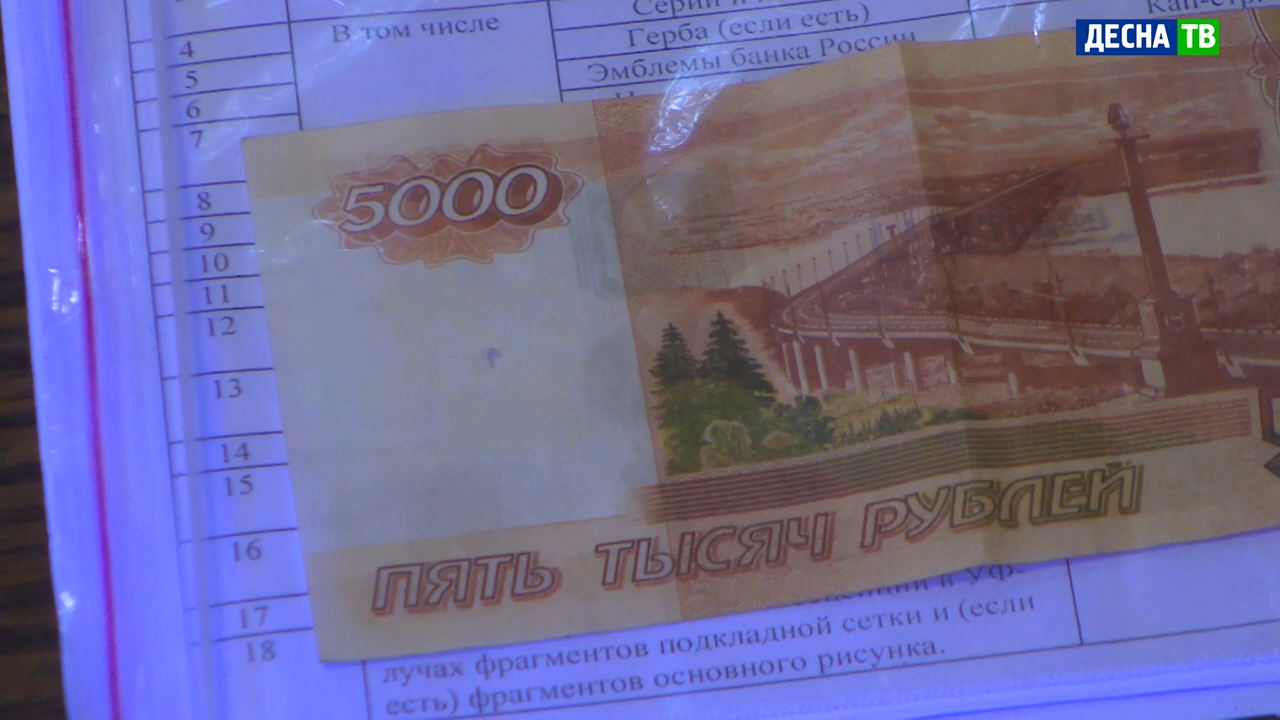 ДЕСНА ТВ
В том числе
Герба (если есть)
Эмблемы банка России
4
5
6
7
8
9
10
11
12
13
14
15
16
17
18
5000
ПЯТЬ ТЫСЯЧ РУБЛЕЙ
в Уф-
лучах фрагментов подкладной сетки и (если
есть) фрагментов основного рисунка.